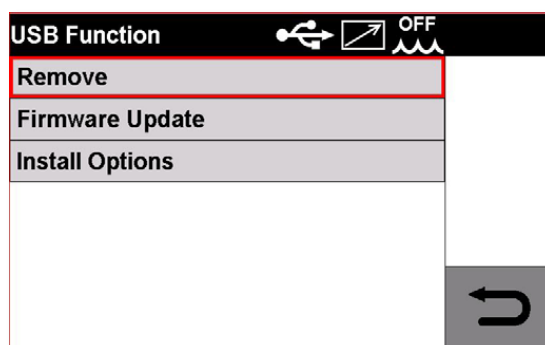 USB Function
OFF
Remove
Firmware Update
Install Options